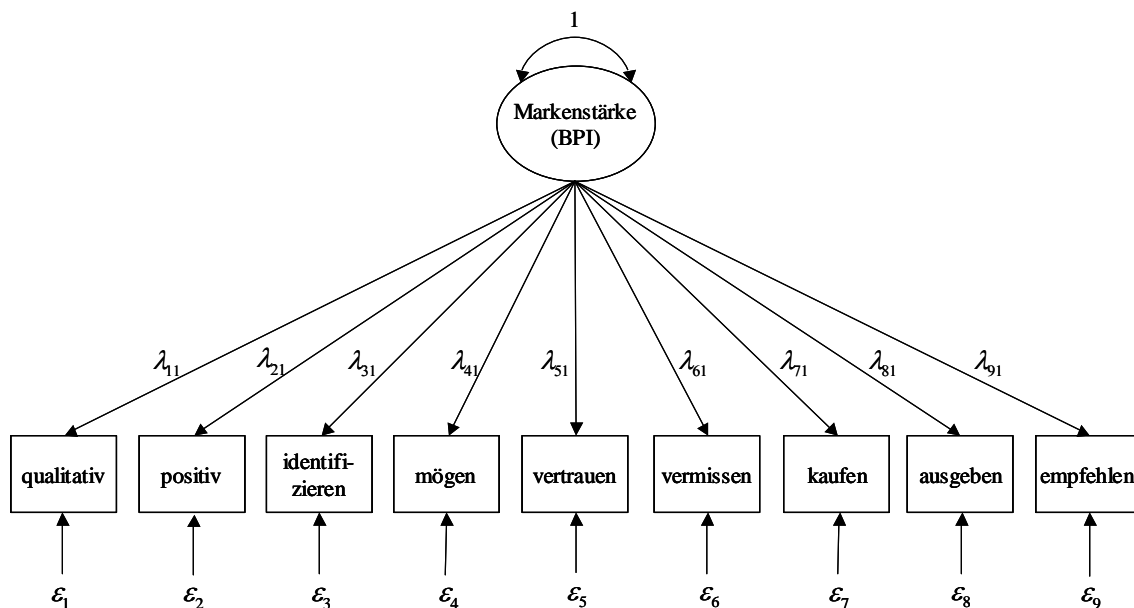 1
Markenstärke
(BPI)
λ11 λ21 λ31 λ41 λ51 λ61 λ71 λ81 λ91
qualitativ
positiv
identifi-
zieren
mögen
vertrauen
vermissen
kaufen
ausgeben
empfehlen
ε1 ε2 ε3 ε4 ε5 ε6 ε7 ε8 ε9